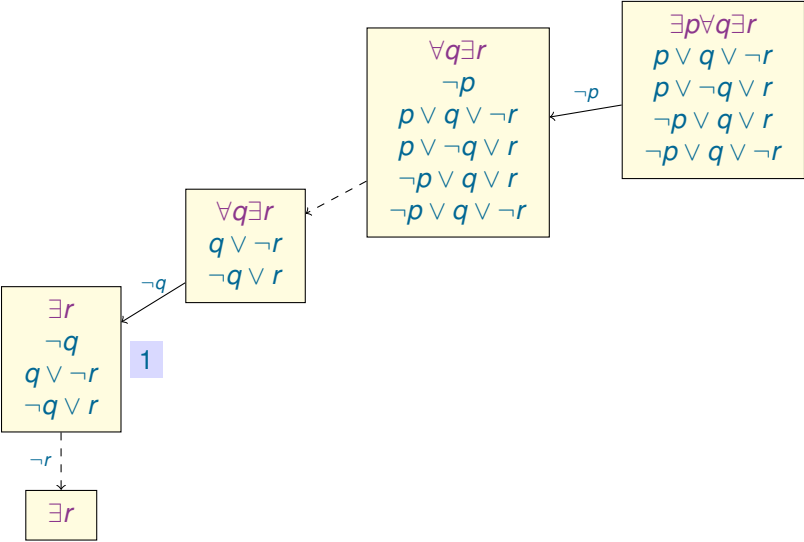 ∃p∀q∃r
p ∨ q ∨ ¬r
p ∨ ¬q ∨ r
¬p ∨ q ∨ r
¬p ∨ q ∨ ¬r
¬p
∀q∃r
¬p
p ∨ q ∨ ¬r
p ∨ ¬q ∨ r
¬p ∨ q ∨ r
¬p ∨ q ∨ ¬r
∀q∃r
q ∨ ¬r
¬q ∨ r
¬q
∃r
¬q
q ∨ ¬r
¬q ∨ r
1
¬r
∃r